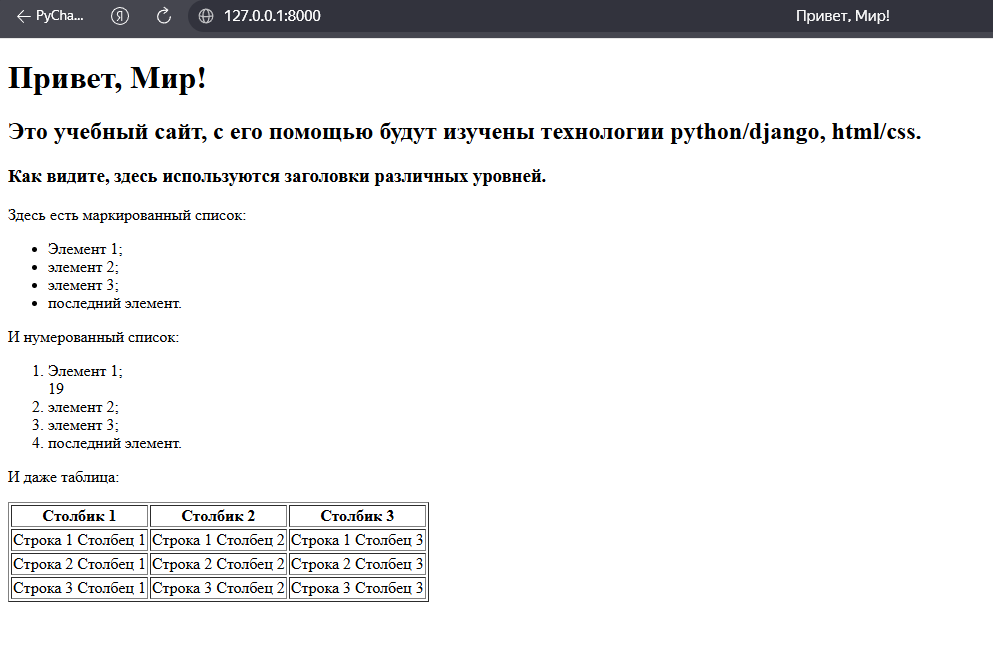 PyCha...
Я
127.0.0.1:8000
Привет, Мир!
Привет, Мир!
Это учебный сайт, с его помощью будут изучены технологии python/django, html/css.
Как видите, здесь используются заголовки различных уровней.
Здесь есть маркированный список:
Элемент 1;
элемент 2;
элемент 3;
последний элемент.
И нумерованный список:
1. Элемент 1;
19
2. элемент 2;
3. элемент 3;
4. последний элемент.
И даже таблица:
Столбик 1 Столбик 2 Столбик 3
Строка 1 Столбец 1 Строка 1 Столбец 2 Строка 1 Столбец 3
Строка 2 Столбец 1 Строка 2 Столбец 2 Строка 2 Столбец 3
Строка 3 Столбец 1 Строка 3 Столбец 2 Строка 3 Столбец 3